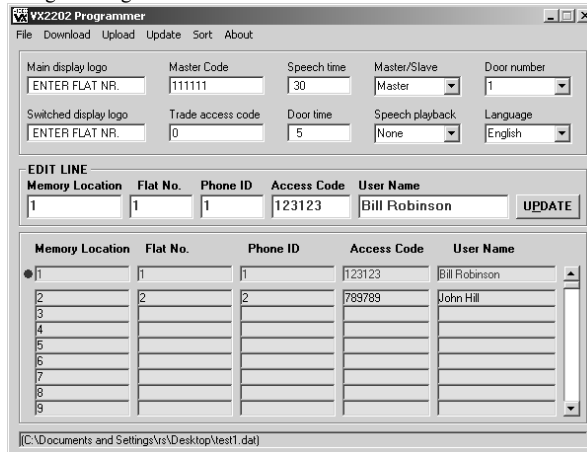 VX2202 Programmer
File Download Upload Update Sort About
Main display logo Master Code Speech time Master/Slave Door number
ENTER FLAT NR. 111111 30 Master 1
Switched display logo Trade access code Door time Speech playback Language
ENTER FLAT NR. 0 5 None English
EDIT LINE
Memory Location Flat No. Phone ID Access Code User Name
1 1 1 123123 Bill Robinson UPDATE
Memory Location Flat No. Phone ID Access Code User Name
1 1 1 123123 Bill Robinson
2 2 2 789789 John Hill
3
4
5
6
7
8
9
(C:\Documents and Settings\rs\Desktop\test1.dat)